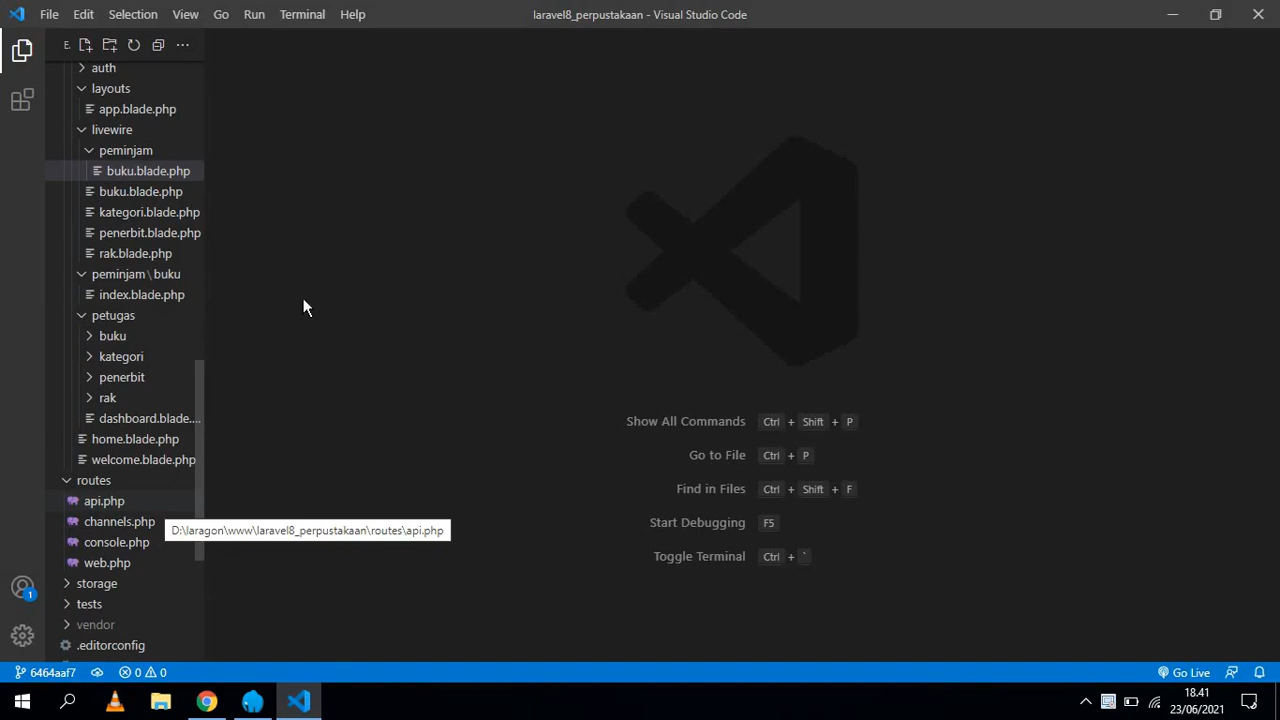 File Edit Selection View Go Run Terminal Help
laravel8_perpustakaan - Visual Studio Code
E
auth
layouts
app.blade.php
livewire
peminjam
buku.blade.php
buku.blade.php
kategori.blade.php
penerbit.blade.php
rak.blade.php
peminjam\buku
index.blade.php
petugas
buku
kategori
penerbit
rak
dashboard.blade....
home.blade.php
welcome.blade.php
routes
api.php
channels.php
D:\laragon\www\laravel8_perpustakaan\routes\api.php
console.php
web.php
storage
tests
vendor
.editorconfig
Show All Commands Ctrl + Shift + P
Go to File Ctrl + P
Find in Files Ctrl + Shift + F
Start Debugging F5
Toggle Terminal Ctrl + `
1
6464aaf7 0 0
Go Live
18.41
23/06/2021